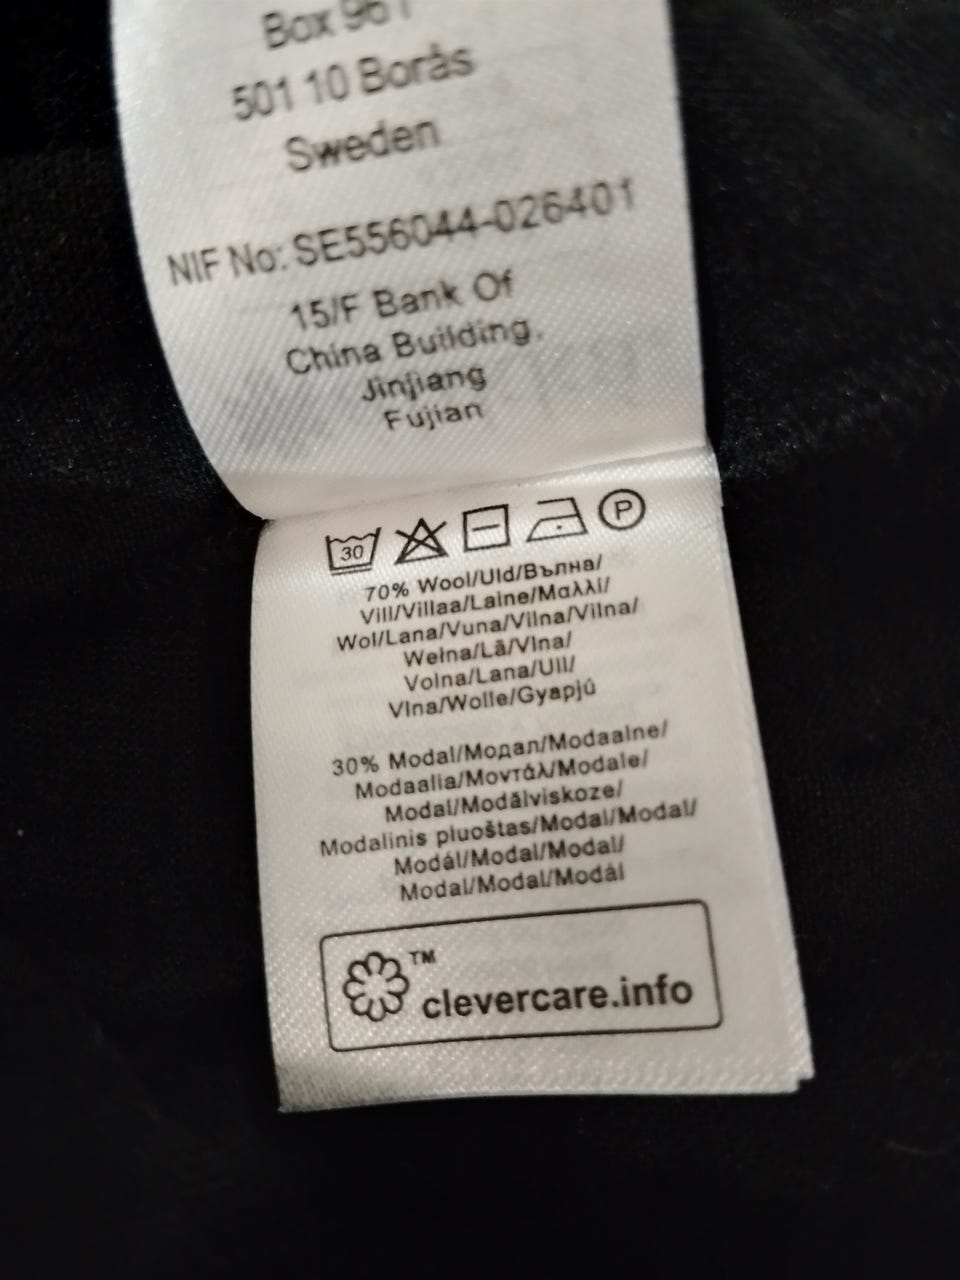 Box 961
501 10 Borås
Sweden
NIF No: SE556044-026401
15/F Bank Of
China Building,
Jinjiang
Fujian
30
P
70% Wool/Uld/Вълна/
Vill/Villaa/Laine/Μαλλί/
Wol/Lana/Vuna/Vilna/Vilna/
Wełna/Lã/Vlna/
Volna/Lana/Ull/
Vlna/Wolle/Gyapjú
30% Modal/Модал/Modaalne/
Modaalia/Μοντάλ/Modale/
Modal/Modālviskoze/
Modalinis pluoštas/Modal/Modal/
Modál/Modal/Modal/
Modal/Modal/Modál
TM
clevercare.info